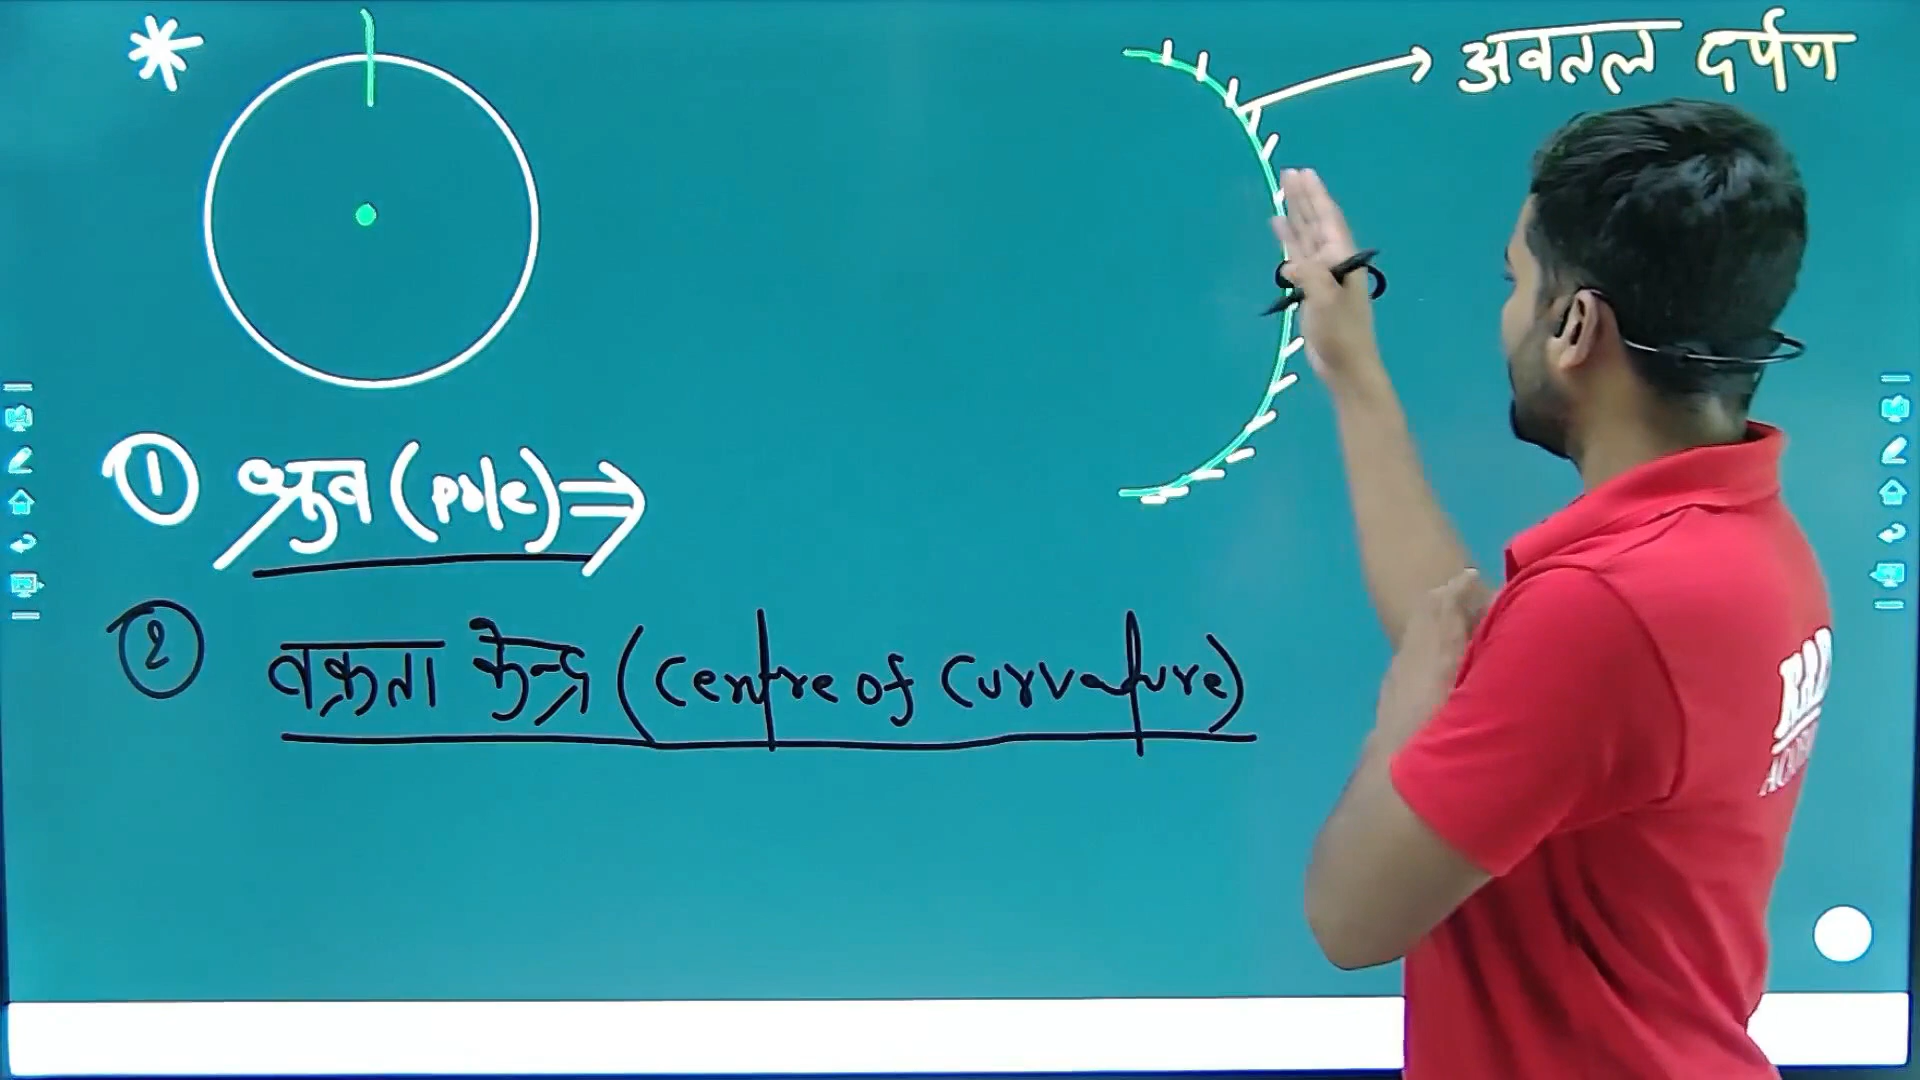 अवतल दर्पण
① ध्रुव (pole) ⇒
② वक्रता केन्द्र (Centre of Curvature)